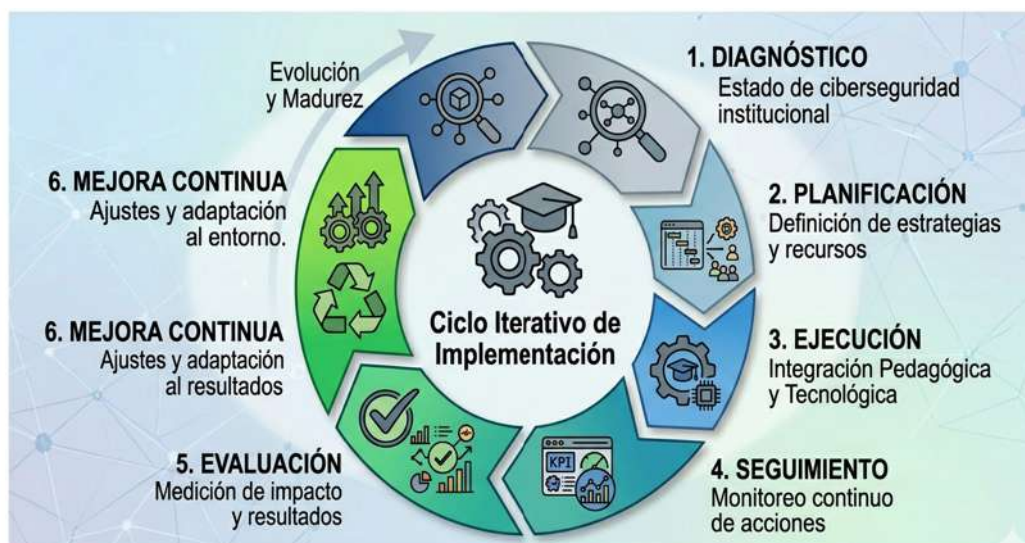 Evolución
y Madurez
1. DIAGNÓSTICO
Estado de ciberseguridad
institucional
2. PLANIFICACIÓN
Definición de estrategias
y recursos
3. EJECUCIÓN
Integración Pedagógica
y Tecnológica
4. SEGUIMIENTO
Monitoreo continuo
de acciones
KPI
5. EVALUACIÓN
Medición de impacto
y resultados
6. MEJORA CONTINUA
Ajustes y adaptación
al resultados
6. MEJORA CONTINUA
Ajustes y adaptación
al entorno.
Ciclo Iterativo de
Implementación